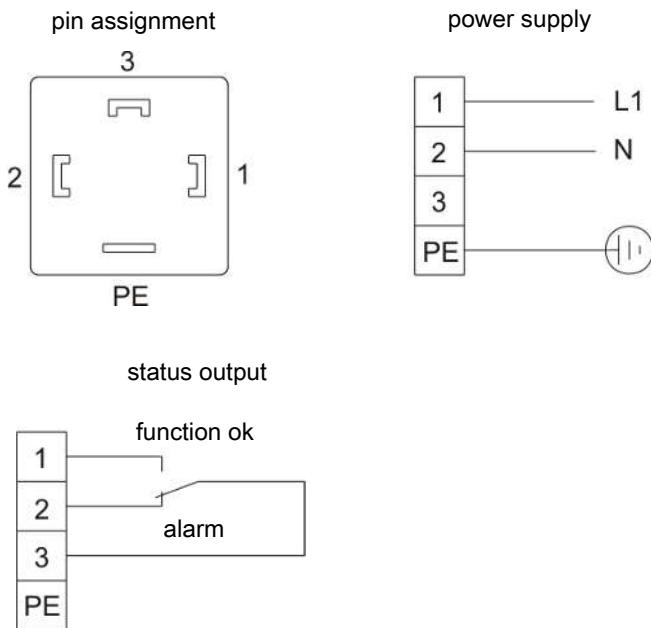 pin assignment
3
2
1
PE
power supply
1
L1
2
N
3
PE
status output
function ok
1
2
alarm
3
PE